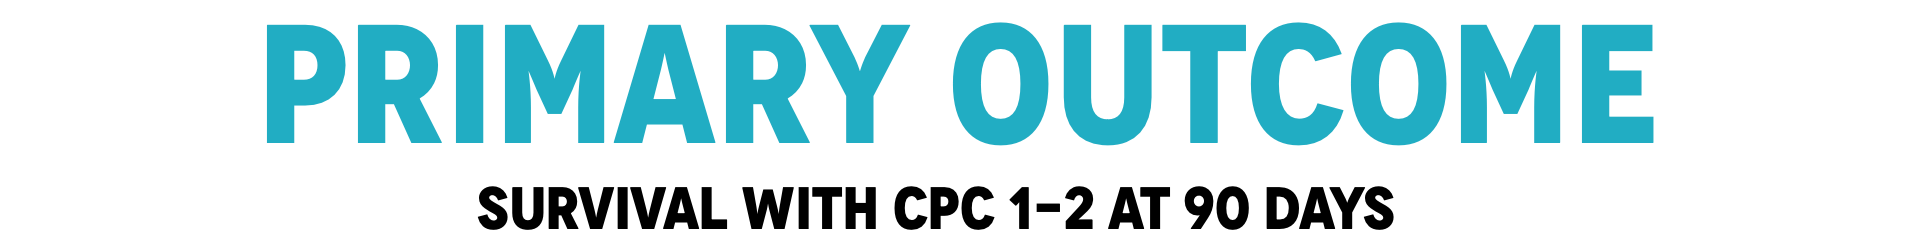 PRIMARY OUTCOME
SURVIVAL WITH CPC 1-2 AT 90 DAYS